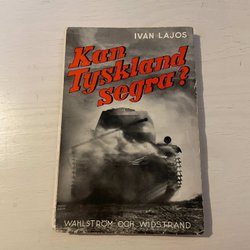 IVAN LAJOS
Kan
Tyskland
segra?
WAHLSTRÖM OCH WIDSTRAND